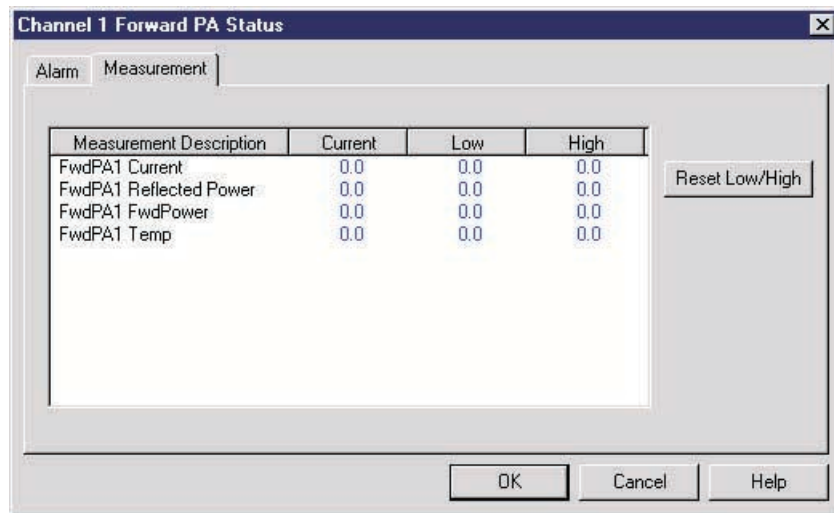 Channel 1 Forward PA Status
Alarm Measurement
Measurement Description Current Low High
FwdPA1 Current 0.0 0.0 0.0
FwdPA1 Reflected Power 0.0 0.0 0.0
FwdPA1 FwdPower 0.0 0.0 0.0
FwdPA1 Temp 0.0 0.0 0.0
Reset Low/High
OK Cancel Help